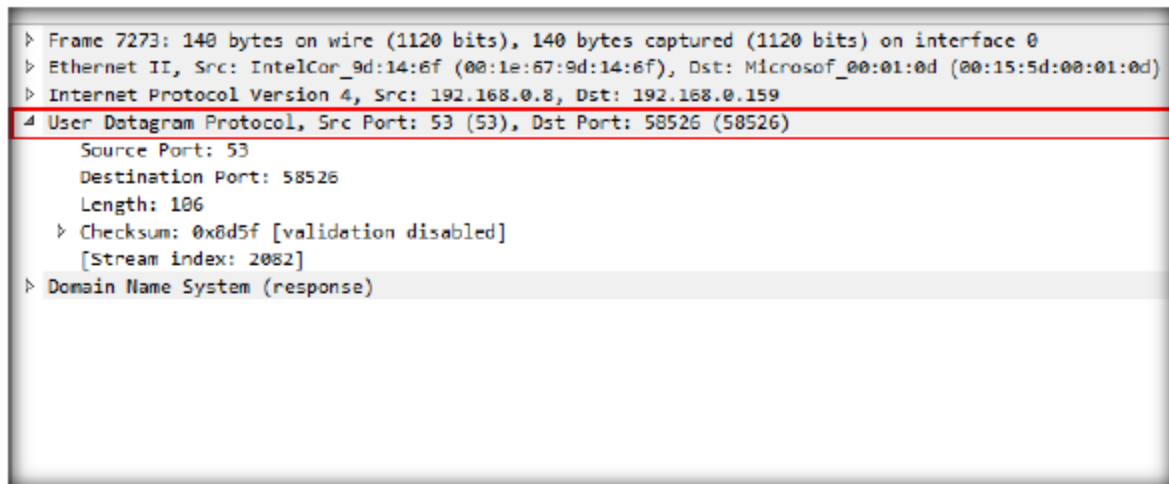 Frame 7273: 140 bytes on wire (1120 bits), 140 bytes captured (1120 bits) on interface 0
Ethernet II, Src: IntelCor_9d:14:6f (00:1e:67:9d:14:6f), Dst: Microsof_00:01:0d (00:15:5d:00:01:0d)
Internet Protocol Version 4, Src: 192.168.0.8, Dst: 192.168.0.159
User Datagram Protocol, Src Port: 53 (53), Dst Port: 58526 (58526)
Source Port: 53
Destination Port: 58526
Length: 106
Checksum: 0x8d5f [validation disabled]
[Stream index: 2082]
Domain Name System (response)